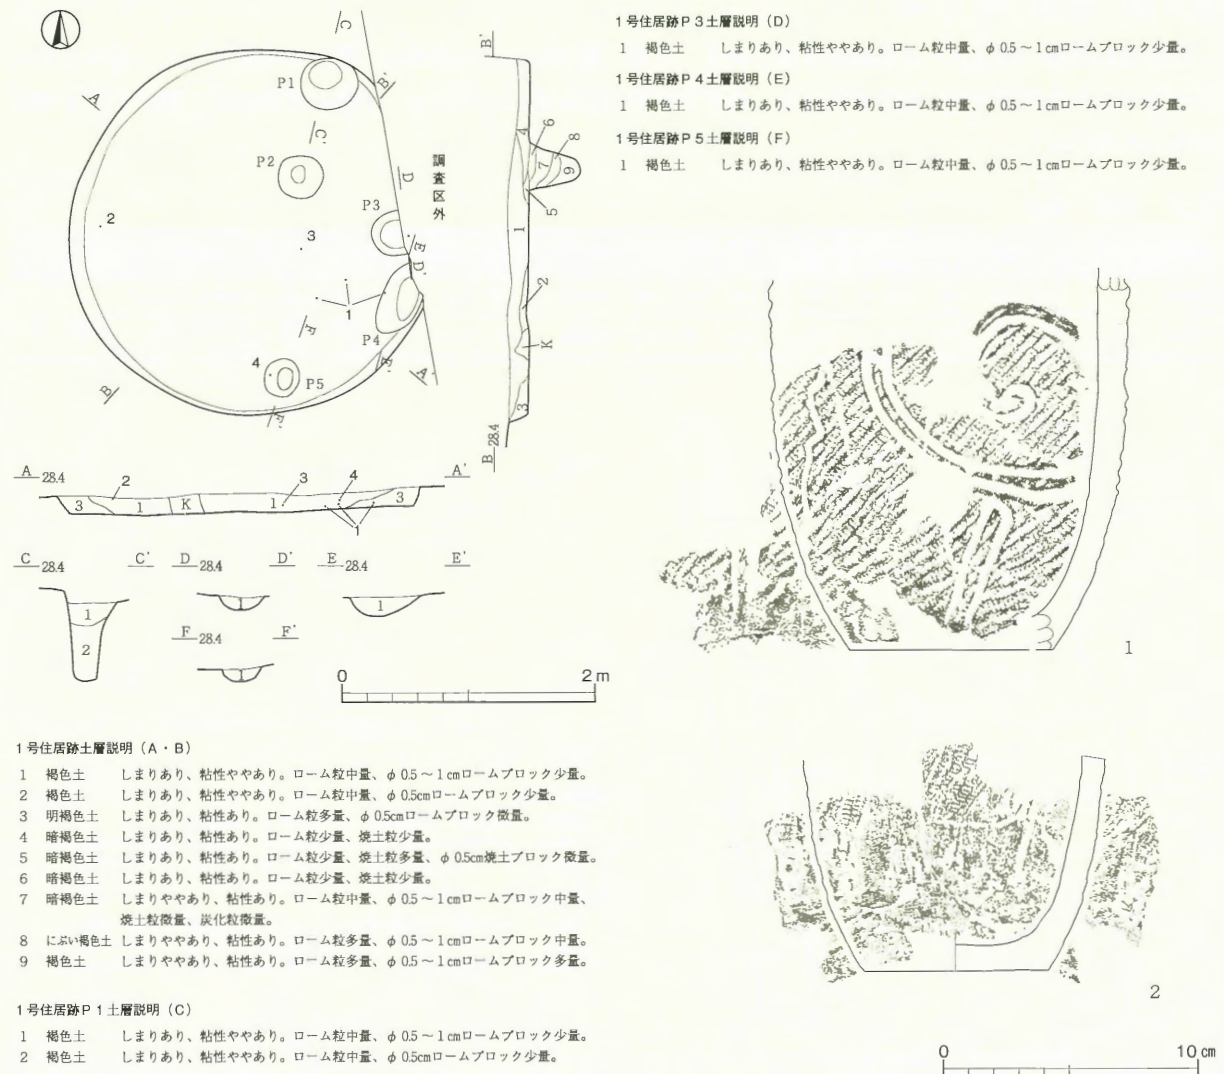 C
B'
A
P1
C'
P2
D
調査区外
P3
2
3
E
D'
1
F
P4
E'
4
P5
A'
B
F'
B'
6
8
4
7
9
5
1
2
K
3
B 28.4
A 28.4
A'
2
3
4
3
1
K
1
3
1
C 28.4
C'
D 28.4
D'
E 28.4
E'
1
2
1
1
F 28.4
F'
1
0
2m
1号住居跡土層説明（A・B）
1 褐色土 しまりあり、粘性ややあり。ローム粒中量、φ0.5～1cmロームブロック少量。
2 褐色土 しまりあり、粘性ややあり。ローム粒中量、φ0.5cmロームブロック少量。
3 明褐色土 しまりあり、粘性あり。ローム粒多量、φ0.5cmロームブロック微量。
4 暗褐色土 しまりあり、粘性あり。ローム粒少量、焼土粒少量。
5 暗褐色土 しまりあり、粘性あり。ローム粒少量、焼土粒多量、φ0.5cm焼土ブロック微量。
6 暗褐色土 しまりあり、粘性あり。ローム粒少量、焼土粒少量。
7 暗褐色土 しまりややあり、粘性あり。ローム粒中量、φ0.5～1cmロームブロック中量、
焼土粒微量、炭化粒微量。
8 にぶい褐色土 しまりややあり、粘性あり。ローム粒多量、φ0.5～1cmロームブロック中量。
9 褐色土 しまりややあり、粘性あり。ローム粒多量、φ0.5～1cmロームブロック多量。
1号住居跡P1土層説明（C）
1 褐色土 しまりあり、粘性ややあり。ローム粒中量、φ0.5～1cmロームブロック少量。
2 褐色土 しまりあり、粘性ややあり。ローム粒中量、φ0.5cmロームブロック少量。
1号住居跡P3土層説明（D）
1 褐色土 しまりあり、粘性ややあり。ローム粒中量、φ0.5～1cmロームブロック少量。
1号住居跡P4土層説明（E）
1 褐色土 しまりあり、粘性ややあり。ローム粒中量、φ0.5～1cmロームブロック少量。
1号住居跡P5土層説明（F）
1 褐色土 しまりあり、粘性ややあり。ローム粒中量、φ0.5～1cmロームブロック少量。
1
2
0
10cm